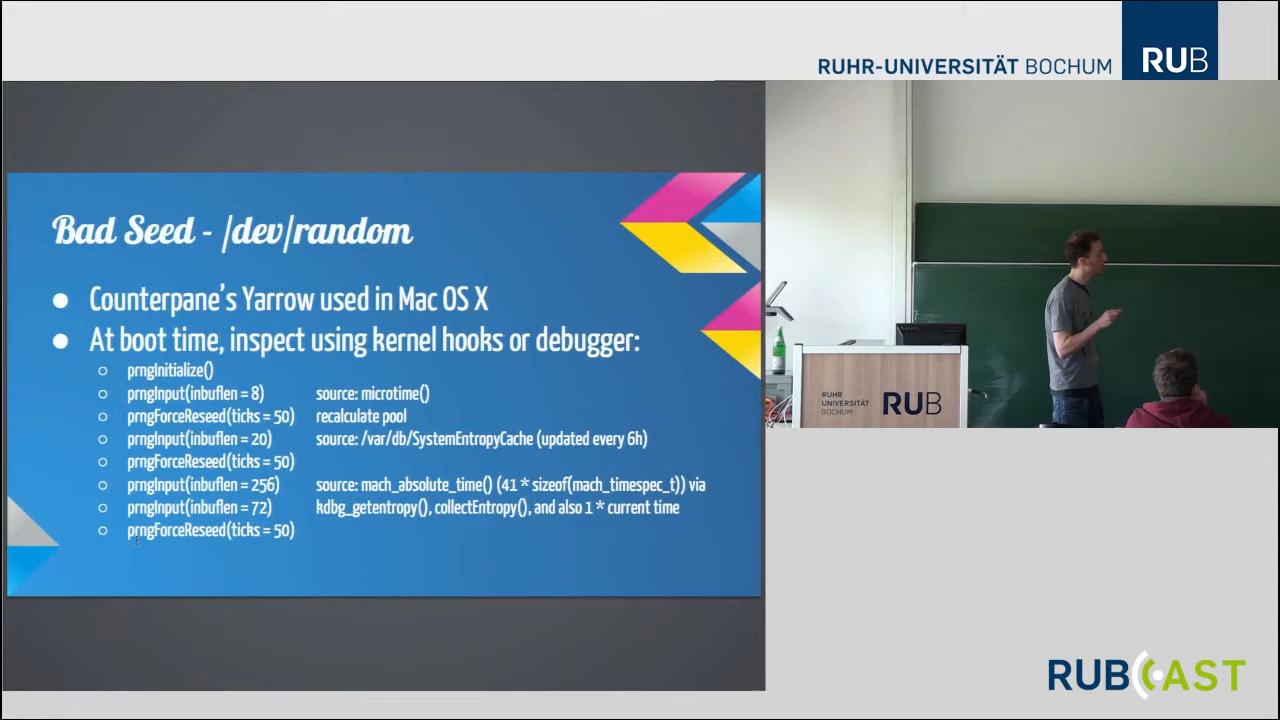 RUHR-UNIVERSITÄT BOCHUM RUB
Bad Seed - /dev/random
● Counterpane's Yarrow used in Mac OS X
● At boot time, inspect using kernel hooks or debugger:
○ prngInitialize()
○ prngInput(inbuflen = 8) source: microtime()
○ prngForceReseed(ticks = 50) recalculate pool
○ prngInput(inbuflen = 20) source: /var/db/SystemEntropyCache (updated every 6h)
○ prngForceReseed(ticks = 50)
○ prngInput(inbuflen = 256) source: mach_absolute_time() (41 * sizeof(mach_timespec_t)) via
○ prngInput(inbuflen = 72) kdbg_getentropy(), collectEntropy(), and also 1 * current time
○ prngForceReseed(ticks = 50)
RUHR
UNIVERSITÄT
BOCHUM
RUB
RUBCAST